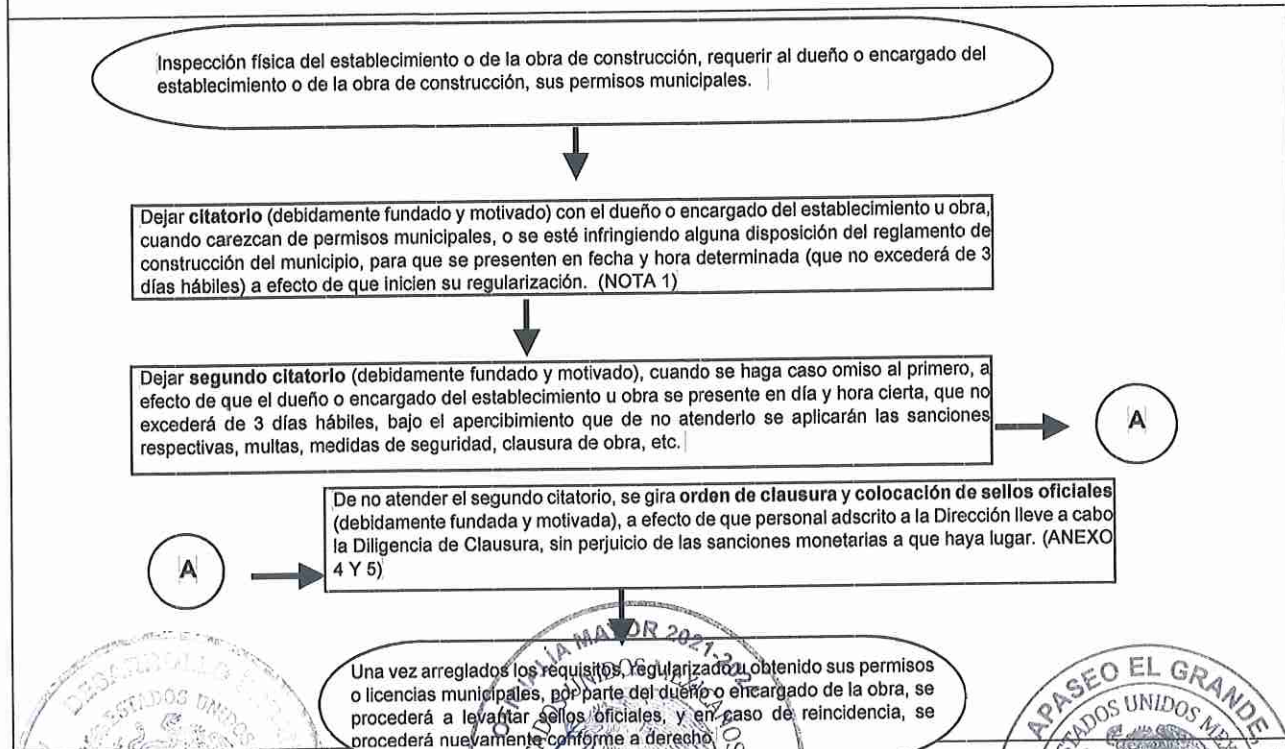 Inspección física del establecimiento o de la obra de construcción, requerir al dueño o encargado del
establecimiento o de la obra de construcción, sus permisos municipales.
Dejar citatorio (debidamente fundado y motivado) con el dueño o encargado del establecimiento u obra,
cuando carezcan de permisos municipales, o se esté infringiendo alguna disposición del reglamento de
construcción del municipio, para que se presenten en fecha y hora determinada (que no excederá de 3
días hábiles) a efecto de que inicien su regularización. (NOTA 1)
Dejar segundo citatorio (debidamente fundado y motivado), cuando se haga caso omiso al primero, a
efecto de que el dueño o encargado del establecimiento u obra se presente en día y hora cierta, que no
excederá de 3 días hábiles, bajo el apercibimiento que de no atenderlo se aplicarán las sanciones
respectivas, multas, medidas de seguridad, clausura de obra, etc.
A
De no atender el segundo citatorio, se gira orden de clausura y colocación de sellos oficiales
(debidamente fundada y motivada), a efecto de que personal adscrito a la Dirección lleve a cabo
la Diligencia de Clausura, sin perjuicio de las sanciones monetarias a que haya lugar. (ANEXO
4 Y 5)
A
Una vez arreglados los requisitos, regularizado u obtenido sus permisos
o licencias municipales, por parte del dueño o encargado de la obra, se
procederá a levantar sellos oficiales, y en caso de reincidencia, se
procederá nuevamente conforme a derecho.
DESARROLLO
ESTADOS UNIDOS
OFICIALÍA MAYOR 2021-202
UNIDOS
APASEO EL GRANDE,
ESTADOS UNIDOS